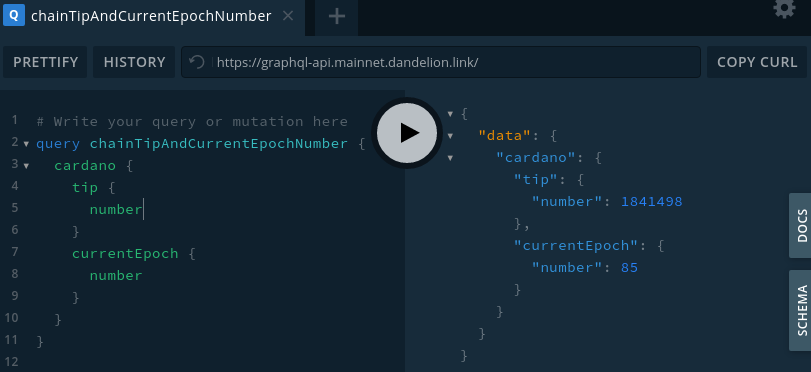 Q chainTipAndCurrentEpochNumber ×
+
PRETTIFY HISTORY https://graphql-api.mainnet.dandelion.link/ COPY CURL
1 # Write your query or mutation here
2 query chainTipAndCurrentEpochNumber {
3 cardano {
4 tip {
5 number
6 }
7 currentEpoch {
8 number
9 }
10 }
11 }
12
{
"data": {
"cardano": {
"tip": {
"number": 1841498
},
"currentEpoch": {
"number": 85
}
}
}
}
DOCS
SCHEMA